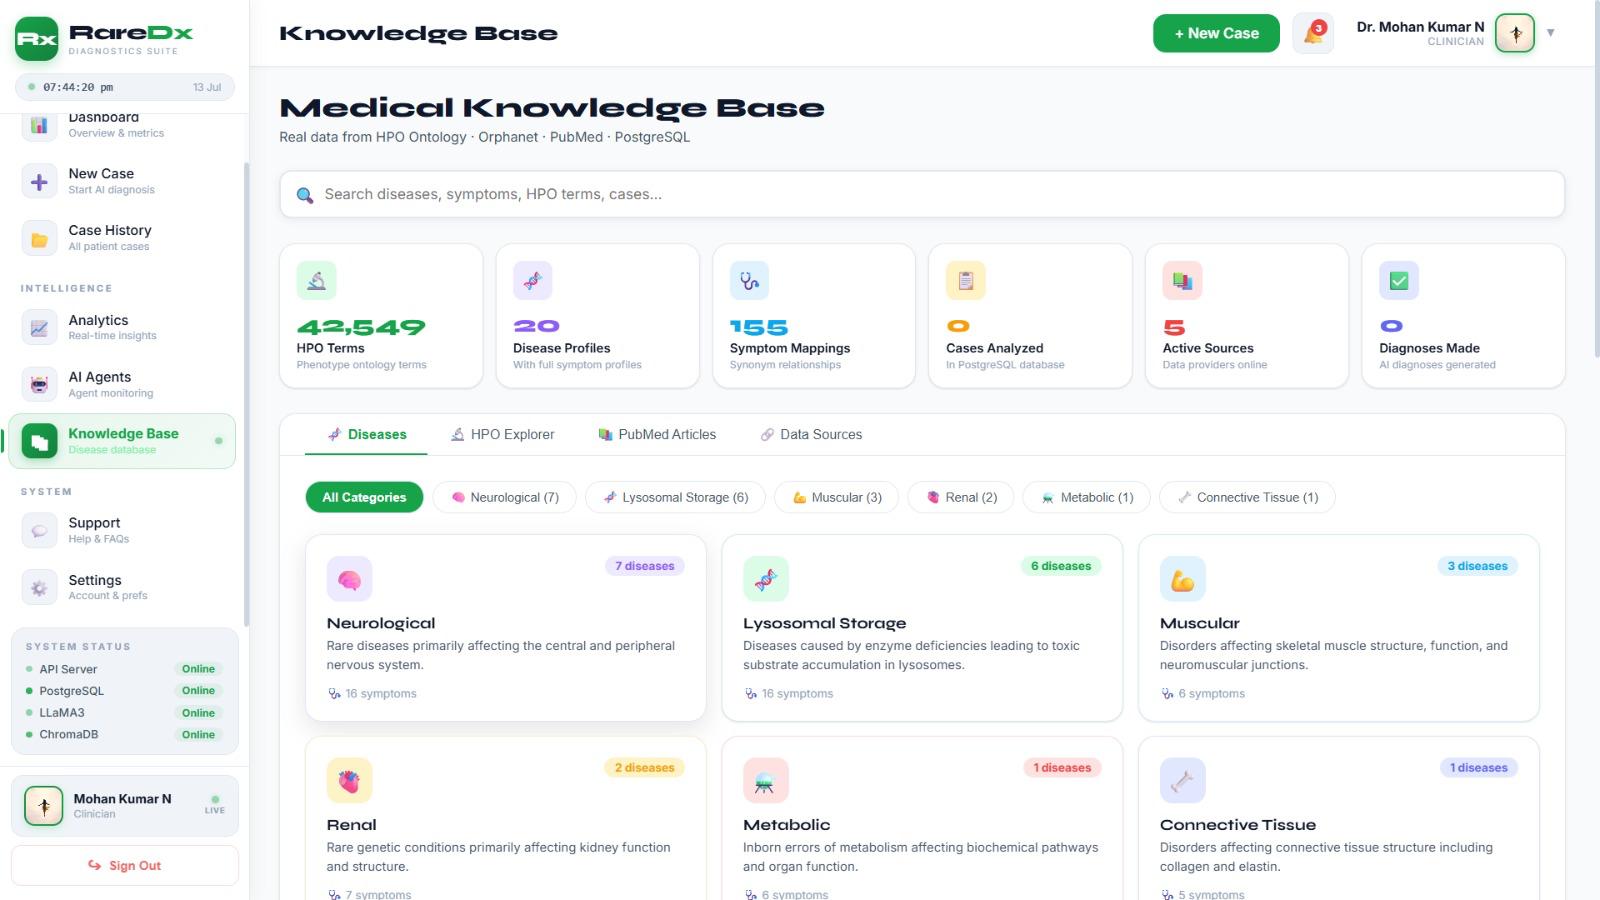 Rx
RareDx
DIAGNOSTICS SUITE
07:44:20 pm
13 Jul
Dashboard
Overview & metrics
New Case
Start AI diagnosis
Case History
All patient cases
INTELLIGENCE
Analytics
Real-time insights
AI Agents
Agent monitoring
Knowledge Base
Disease database
SYSTEM
Support
Help & FAQs
Settings
Account & prefs
SYSTEM STATUS
API Server Online
PostgreSQL Online
LLaMA3 Online
ChromaDB Online
Mohan Kumar N
Clinician
LIVE
Sign Out
Knowledge Base
+ New Case
3
Dr. Mohan Kumar N
CLINICIAN
Medical Knowledge Base
Real data from HPO Ontology · Orphanet · PubMed · PostgreSQL
Search diseases, symptoms, HPO terms, cases...
42,549
HPO Terms
Phenotype ontology terms
20
Disease Profiles
With full symptom profiles
155
Symptom Mappings
Synonym relationships
0
Cases Analyzed
In PostgreSQL database
5
Active Sources
Data providers online
0
Diagnoses Made
AI diagnoses generated
Diseases
HPO Explorer
PubMed Articles
Data Sources
All Categories
Neurological (7)
Lysosomal Storage (6)
Muscular (3)
Renal (2)
Metabolic (1)
Connective Tissue (1)
7 diseases
Neurological
Rare diseases primarily affecting the central and peripheral
nervous system.
16 symptoms
6 diseases
Lysosomal Storage
Diseases caused by enzyme deficiencies leading to toxic
substrate accumulation in lysosomes.
16 symptoms
3 diseases
Muscular
Disorders affecting skeletal muscle structure, function, and
neuromuscular junctions.
6 symptoms
2 diseases
Renal
Rare genetic conditions primarily affecting kidney function
and structure.
7 symptoms
1 diseases
Metabolic
Inborn errors of metabolism affecting biochemical pathways
and organ function.
6 symptoms
1 diseases
Connective Tissue
Disorders affecting connective tissue structure including
collagen and elastin.
5 symptoms